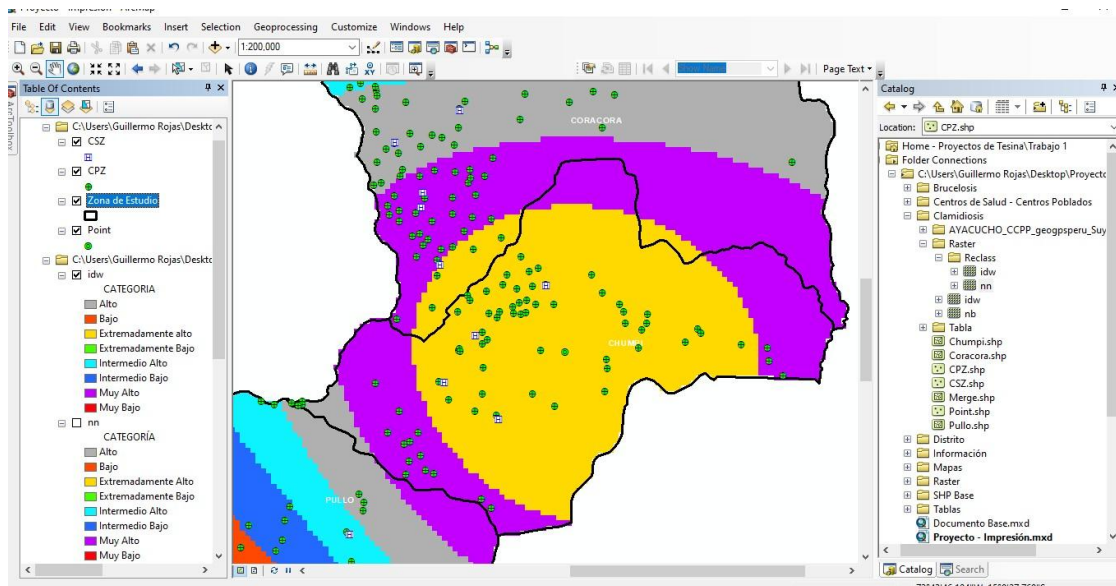 Proyecto - Impresión - ArcMap
File Edit View Bookmarks Insert Selection Geoprocessing Customize Windows Help
1:200,000
Page Text
Table Of Contents
ArcToolbox
C:\Users\Guillermo Rojas\Deskto
CSZ
CPZ
Zona de Estudio
Point
C:\Users\Guillermo Rojas\Deskto
idw
CATEGORIA
Alto
Bajo
Extremadamente alto
Extremadamente Bajo
Intermedio Alto
Intermedio Bajo
Muy Alto
Muy Bajo
nn
CATEGORÍA
Alto
Bajo
Extremadamente Alto
Extremadamente Bajo
Intermedio Alto
Intermedio Bajo
Muy Alto
Muy Bajo
CORACORA
CHUMPI
PULLO
Catalog
Location: CPZ.shp
Home - Proyectos de Tesina\Trabajo 1
Folder Connections
C:\Users\Guillermo Rojas\Desktop\Proyecto
Brucelosis
Centros de Salud - Centros Poblados
Clamidiosis
AYACUCHO_CCPP_geogpsperu_Suy
Raster
Reclass
idw
nn
idw
nb
Tabla
Chumpi.shp
Coracora.shp
CPZ.shp
CSZ.shp
Merge.shp
Point.shp
Pullo.shp
Distrito
Información
Mapas
Raster
SHP Base
Tablas
Documento Base.mxd
Proyecto - Impresión.mxd
Catalog Search